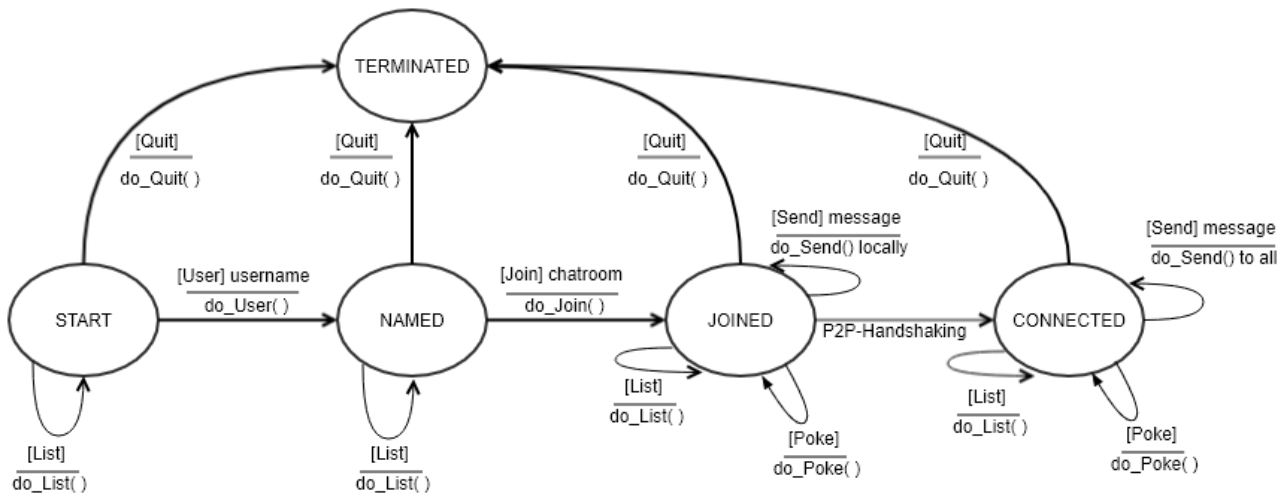 TERMINATED
[Quit]
do_Quit( )
[Quit]
do_Quit( )
[Quit]
do_Quit( )
[Quit]
do_Quit( )
[Send] message
do_Send() locally
[Send] message
do_Send() to all
[User] username
do_User( )
[Join] chatroom
do_Join( )
START
NAMED
JOINED
P2P-Handshaking
CONNECTED
[List]
do_List( )
[List]
do_List( )
[List]
do_List( )
[Poke]
do_Poke( )
[List]
do_List( )
[Poke]
do_Poke( )